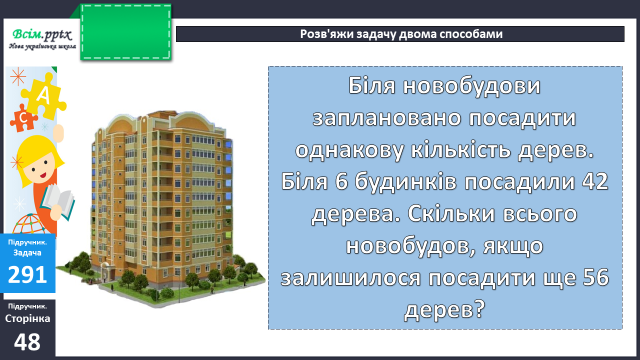 Всім.pptx
Нова українська школа
Розв'яжи задачу двома способами
Біля новобудови
заплановано посадити
однакову кількість дерев.
Біля 6 будинків посадили 42
дерева. Скільки всього
новобудов, якщо
залишилося посадити ще 56
дерев?
А
С
Підручник.
Задача
291
Підручник.
Сторінка
48